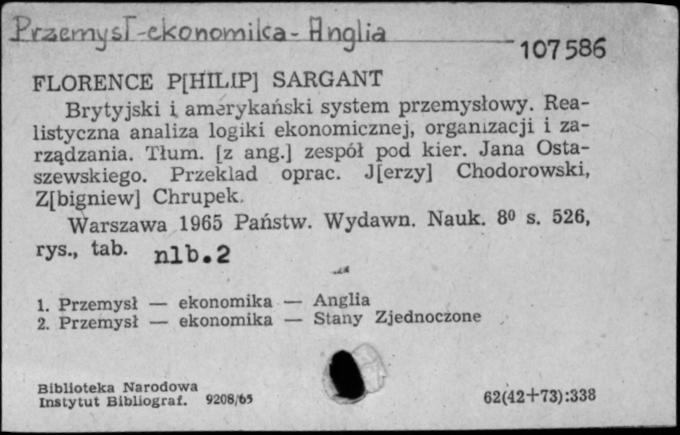 Przemysł-ekonomika-Anglia
107586
FLORENCE P[HILIP] SARGANT
Brytyjski i amerykański system przemysłowy. Rea-
listyczna analiza logiki ekonomicznej, organizacji i za-
rządzania. Tłum. [z ang.] zespół pod kier. Jana Osta-
szewskiego. Przekład oprac. J[erzy] Chodorowski,
Z[bigniew] Chrupek.
Warszawa 1965 Państw. Wydawn. Nauk. 8⁰ s. 526,
rys., tab. nlb.2
1. Przemysł — ekonomika — Anglia
2. Przemysł — ekonomika — Stany Zjednoczone
Biblioteka Narodowa
Instytut Bibliograf. 9208/65
62(42+73):338